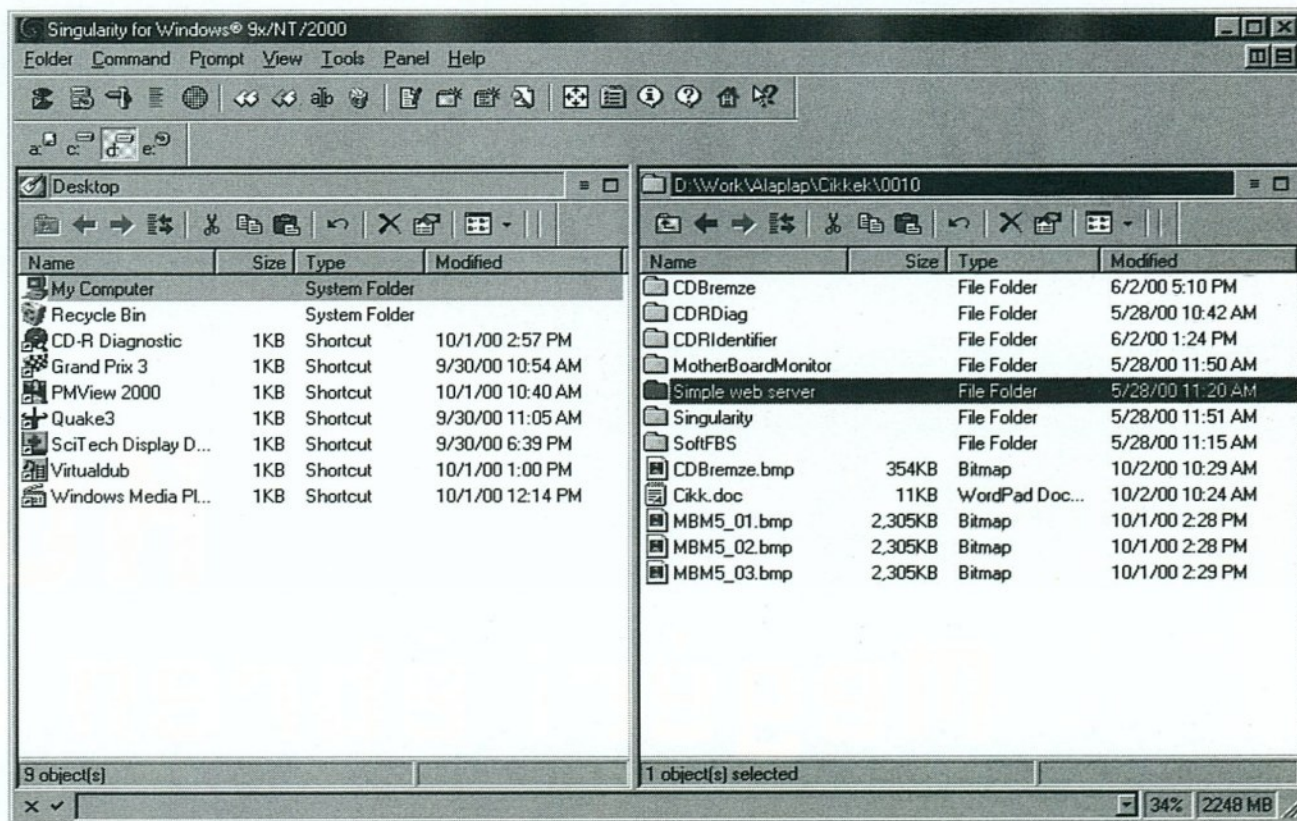 Singularity for Windows® 9x/NT/2000
Folder Command Prompt View Tools Panel Help
a: c: d: e:
Desktop
Name Size Type Modified
My Computer System Folder
Recycle Bin System Folder
CD-R Diagnostic 1KB Shortcut 10/1/00 2:57 PM
Grand Prix 3 1KB Shortcut 9/30/00 10:54 AM
PMView 2000 1KB Shortcut 10/1/00 10:40 AM
Quake3 1KB Shortcut 9/30/00 11:05 AM
SciTech Display D... 1KB Shortcut 9/30/00 6:39 PM
Virtualdub 1KB Shortcut 10/1/00 1:00 PM
Windows Media Pl... 1KB Shortcut 10/1/00 12:14 PM
9 object(s)
D:\Work\Alaplap\Cikkek\0010
Name Size Type Modified
CDBremze File Folder 6/2/00 5:10 PM
CDRDiag File Folder 5/28/00 10:42 AM
CDRIdentifier File Folder 6/2/00 1:24 PM
MotherBoardMonitor File Folder 5/28/00 11:50 AM
Simple web server File Folder 5/28/00 11:20 AM
Singularity File Folder 5/28/00 11:51 AM
SoftFBS File Folder 5/28/00 11:15 AM
CDBremze.bmp 354KB Bitmap 10/2/00 10:29 AM
Cikk.doc 11KB WordPad Doc... 10/2/00 10:24 AM
MBM5_01.bmp 2,305KB Bitmap 10/1/00 2:28 PM
MBM5_02.bmp 2,305KB Bitmap 10/1/00 2:28 PM
MBM5_03.bmp 2,305KB Bitmap 10/1/00 2:29 PM
1 object(s) selected
34% 2248 MB